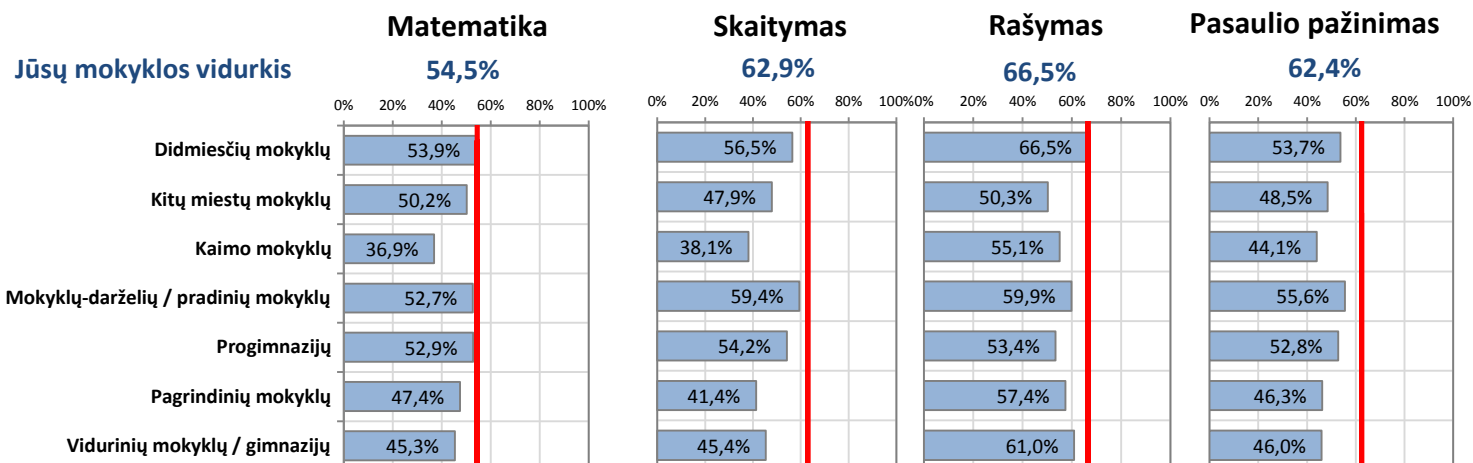 Matematika Skaitymas Rašymas Pasaulio pažinimas
Jūsų mokyklos vidurkis 54,5% 62,9% 66,5% 62,4%
0% 20% 40% 60% 80% 100% 0% 20% 40% 60% 80% 100% 0% 20% 40% 60% 80% 100% 0% 20% 40% 60% 80% 100%
Didmiesčių mokyklų 53,9% 56,5% 66,5% 53,7%
Kitų miestų mokyklų 50,2% 47,9% 50,3% 48,5%
Kaimo mokyklų 36,9% 38,1% 55,1% 44,1%
Mokyklų-darželių / pradinių mokyklų 52,7% 59,4% 59,9% 55,6%
Progimnazijų 52,9% 54,2% 53,4% 52,8%
Pagrindinių mokyklų 47,4% 41,4% 57,4% 46,3%
Vidurinių mokyklų / gimnazijų 45,3% 45,4% 61,0% 46,0%